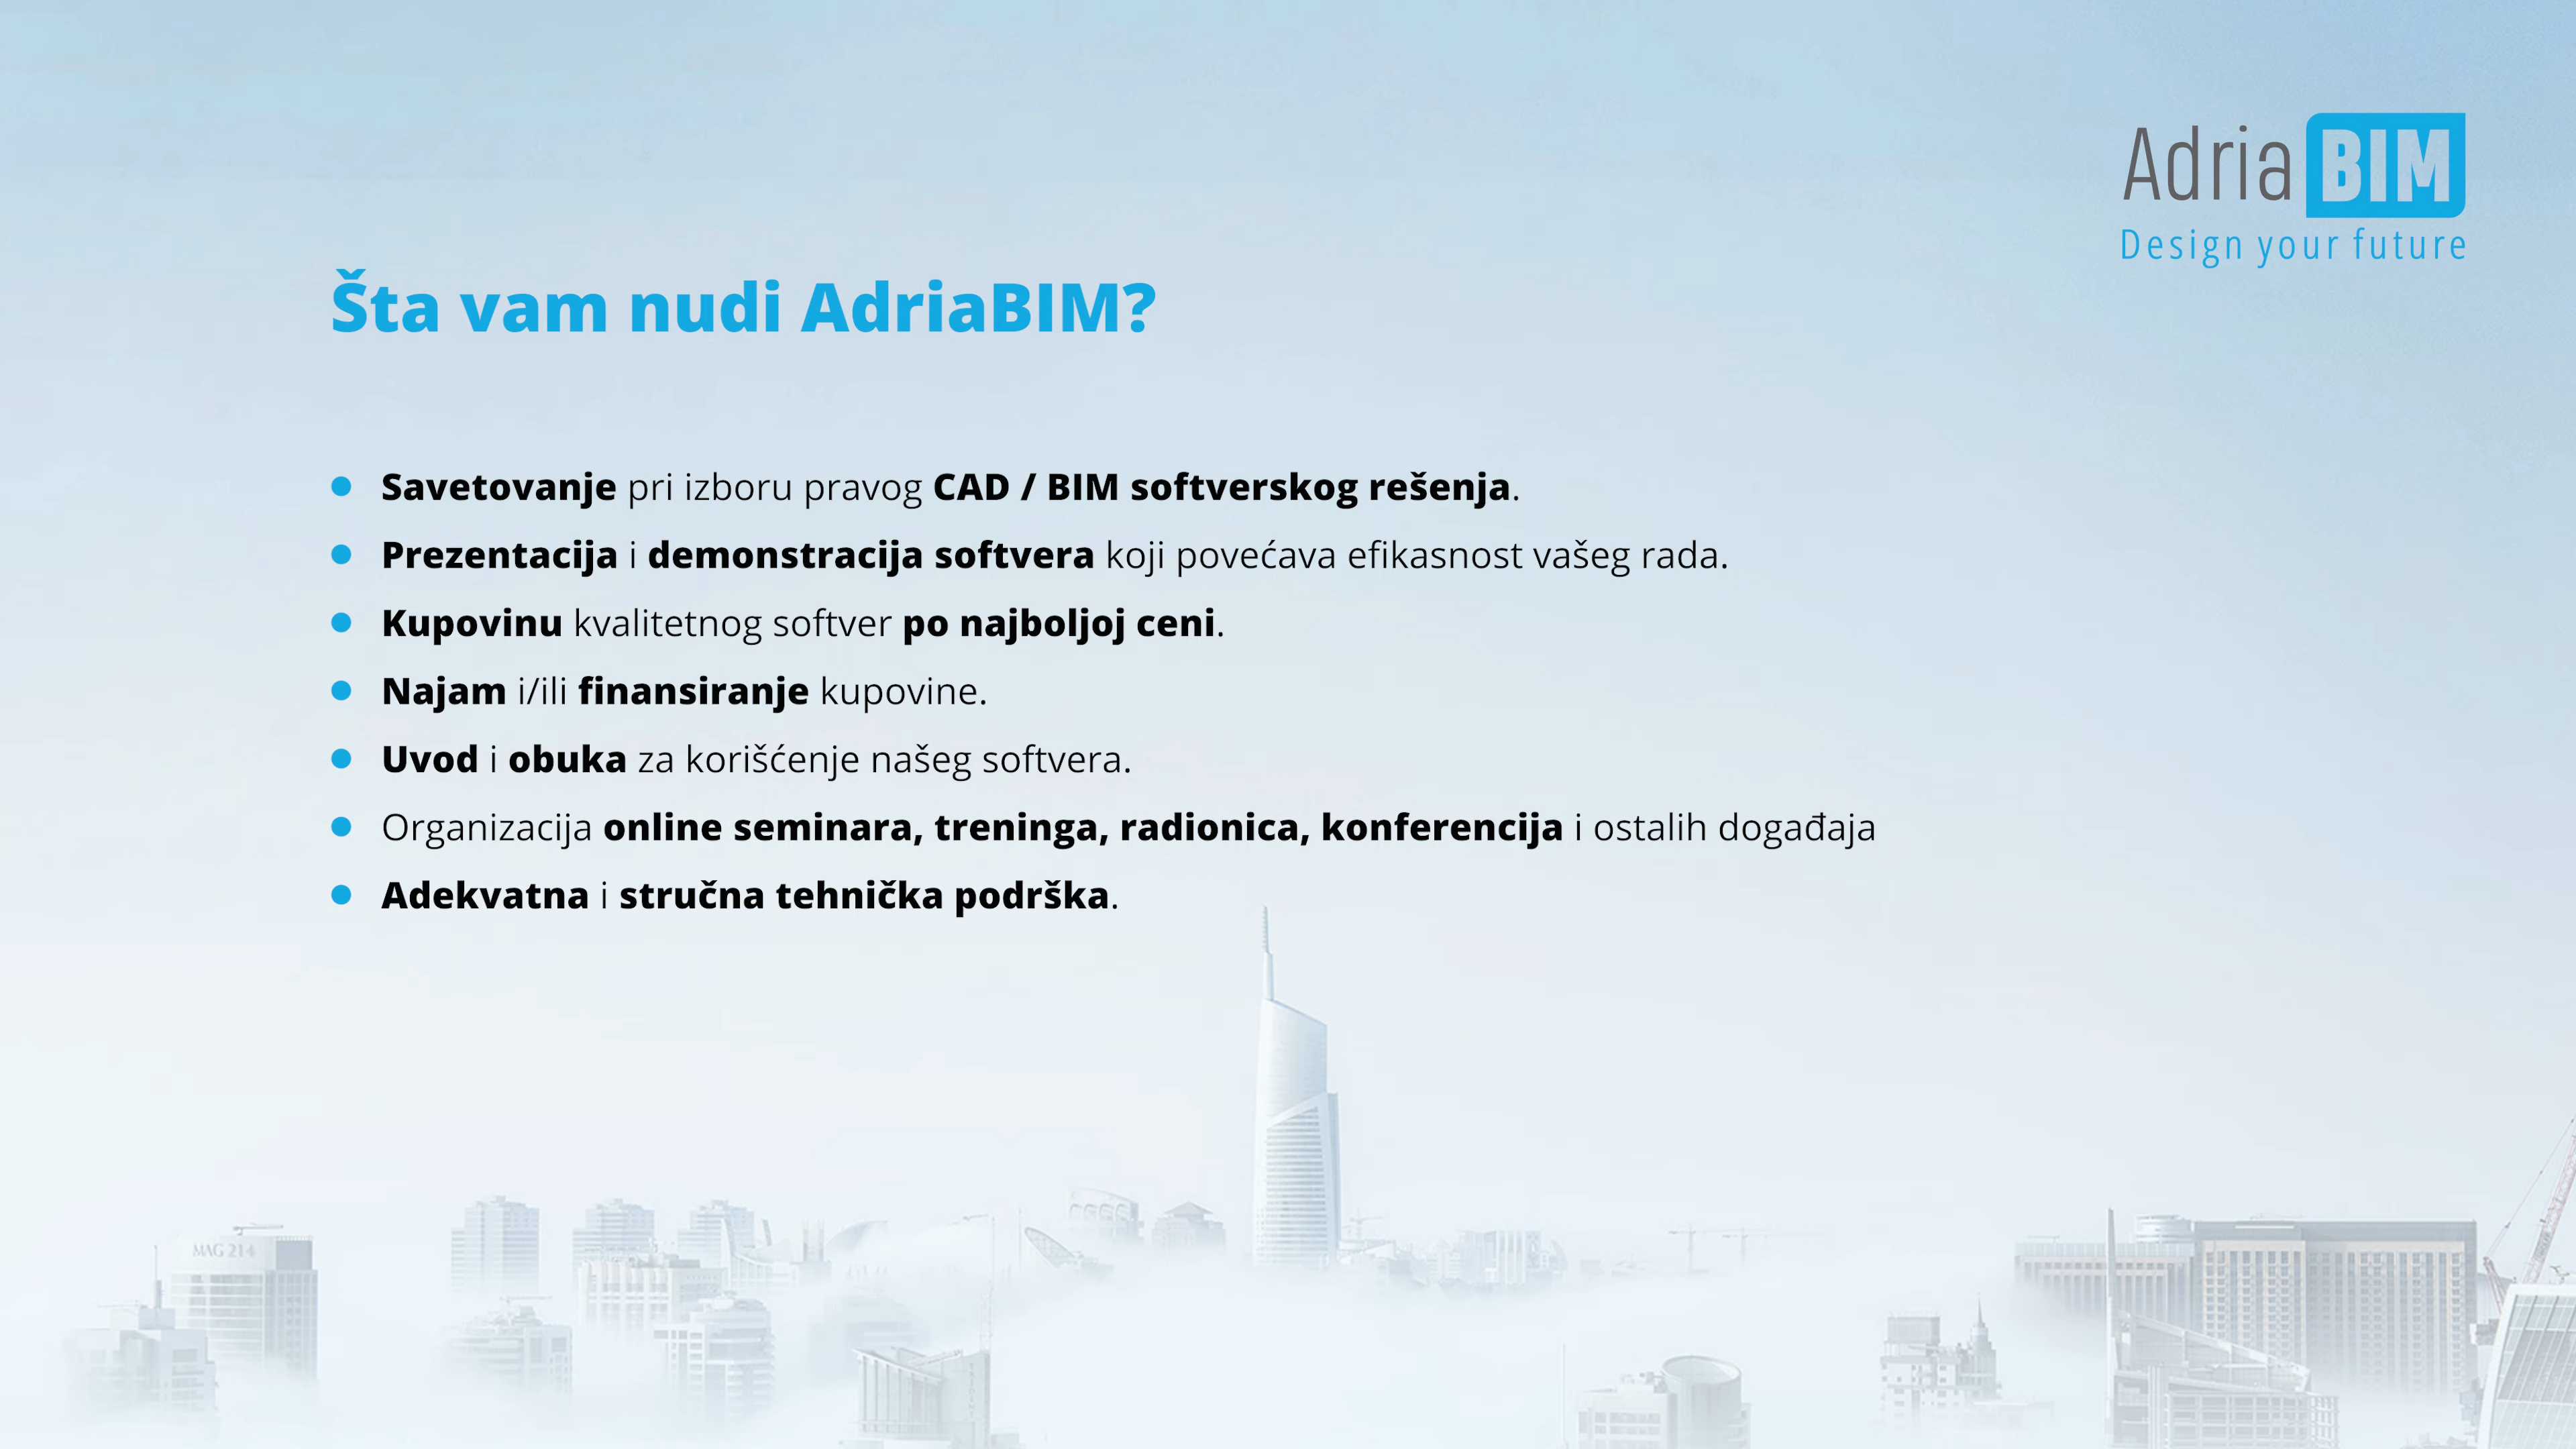 AdriaBIM
Design your future
Šta vam nudi AdriaBIM?
Savetovanje pri izboru pravog CAD / BIM softverskog rešenja.
Prezentacija i demonstracija softvera koji povećava efikasnost vašeg rada.
Kupovinu kvalitetnog softver po najboljoj ceni.
Najam i/ili finansiranje kupovine.
Uvod i obuka za korišćenje našeg softvera.
Organizacija online seminara, treninga, radionica, konferencija i ostalih događaja
Adekvatna i stručna tehnička podrška.
MAG 214